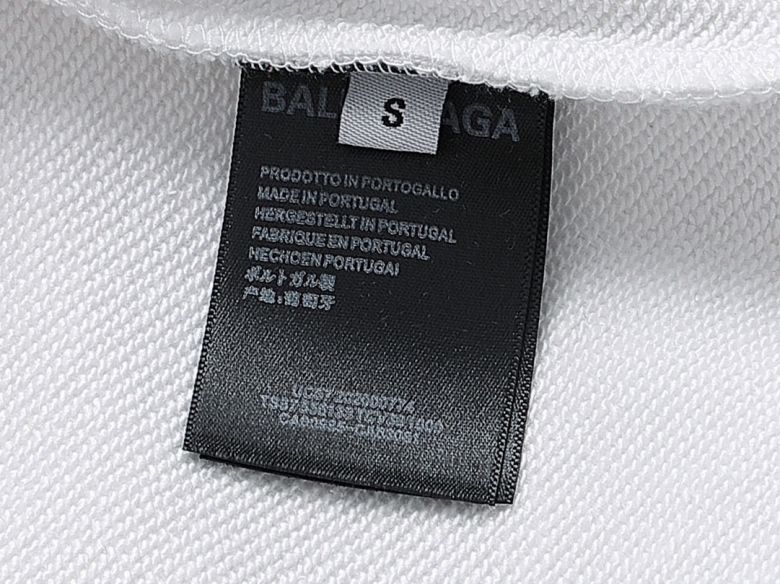 BAL AGA
S
PRODOTTO IN PORTOGALLO
MADE IN PORTUGAL
HERGESTELLT IN PORTUGAL
FABRIQUE EN PORTUGAL
HECHOEN PORTUGAI
ポルトガル製
产地:葡萄牙